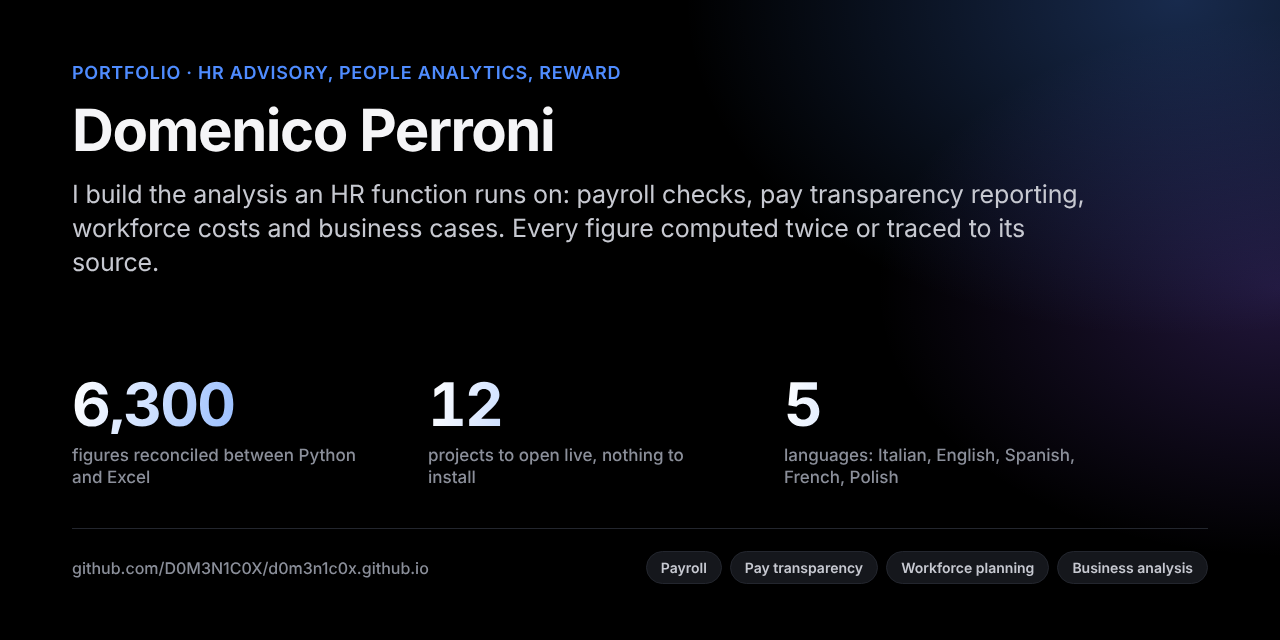 PORTFOLIO · HR ADVISORY, PEOPLE ANALYTICS, REWARD
Domenico Perroni
I build the analysis an HR function runs on: payroll checks, pay transparency reporting,
workforce costs and business cases. Every figure computed twice or traced to its
source.
6,300
figures reconciled between Python
and Excel
12
projects to open live, nothing to
install
5
languages: Italian, English, Spanish,
French, Polish
github.com/D0M3N1C0X/d0m3n1c0x.github.io
Payroll
Pay transparency
Workforce planning
Business analysis